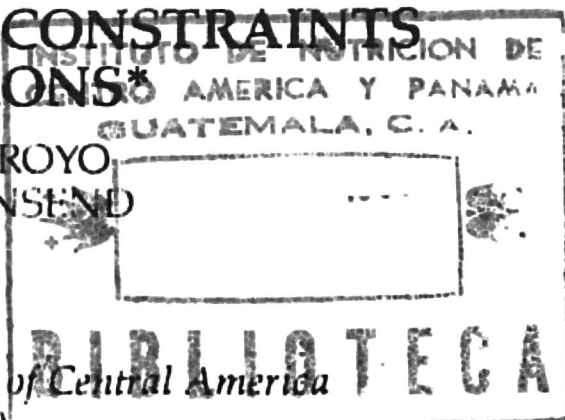 CONSTRAINTS
INSTITUTO DE NUTRICION DE
ONS*
CENTRO AMERICA Y PANAMA
GUATEMALA, C. A.
ROYO
NSEND
BIBLIOTECA
of Central America